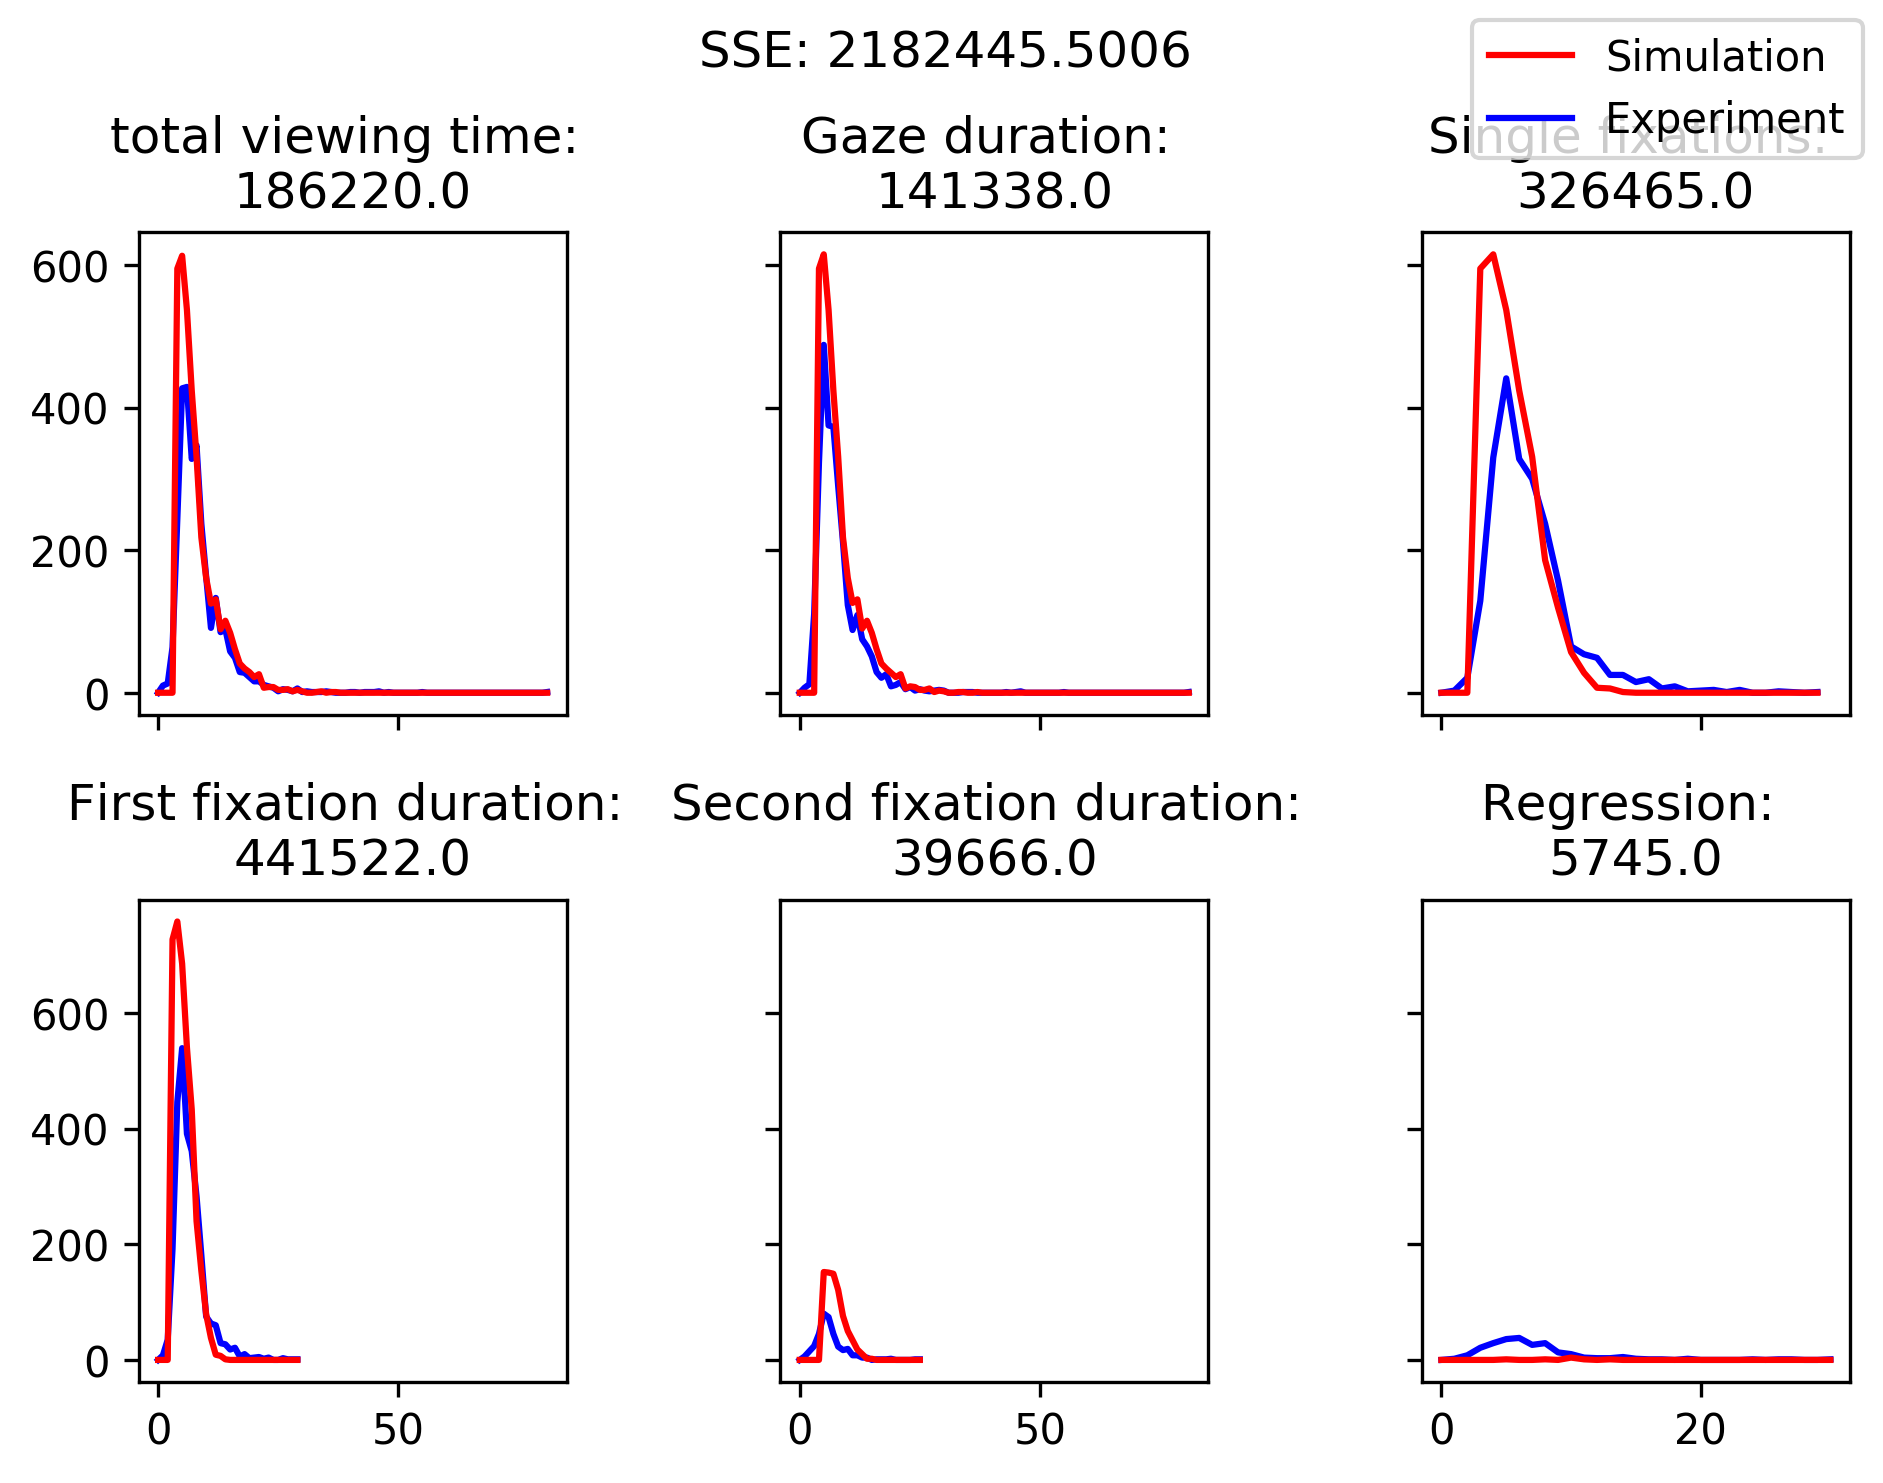 SSE: 2182445.5006
Simulation
Experiment
total viewing time:
186220.0
Gaze duration:
141338.0
Single fixations:
326465.0
600
400
200
0
First fixation duration:
441522.0
Second fixation duration:
39666.0
Regression:
5745.0
600
400
200
0
0
50
0
50
0
20